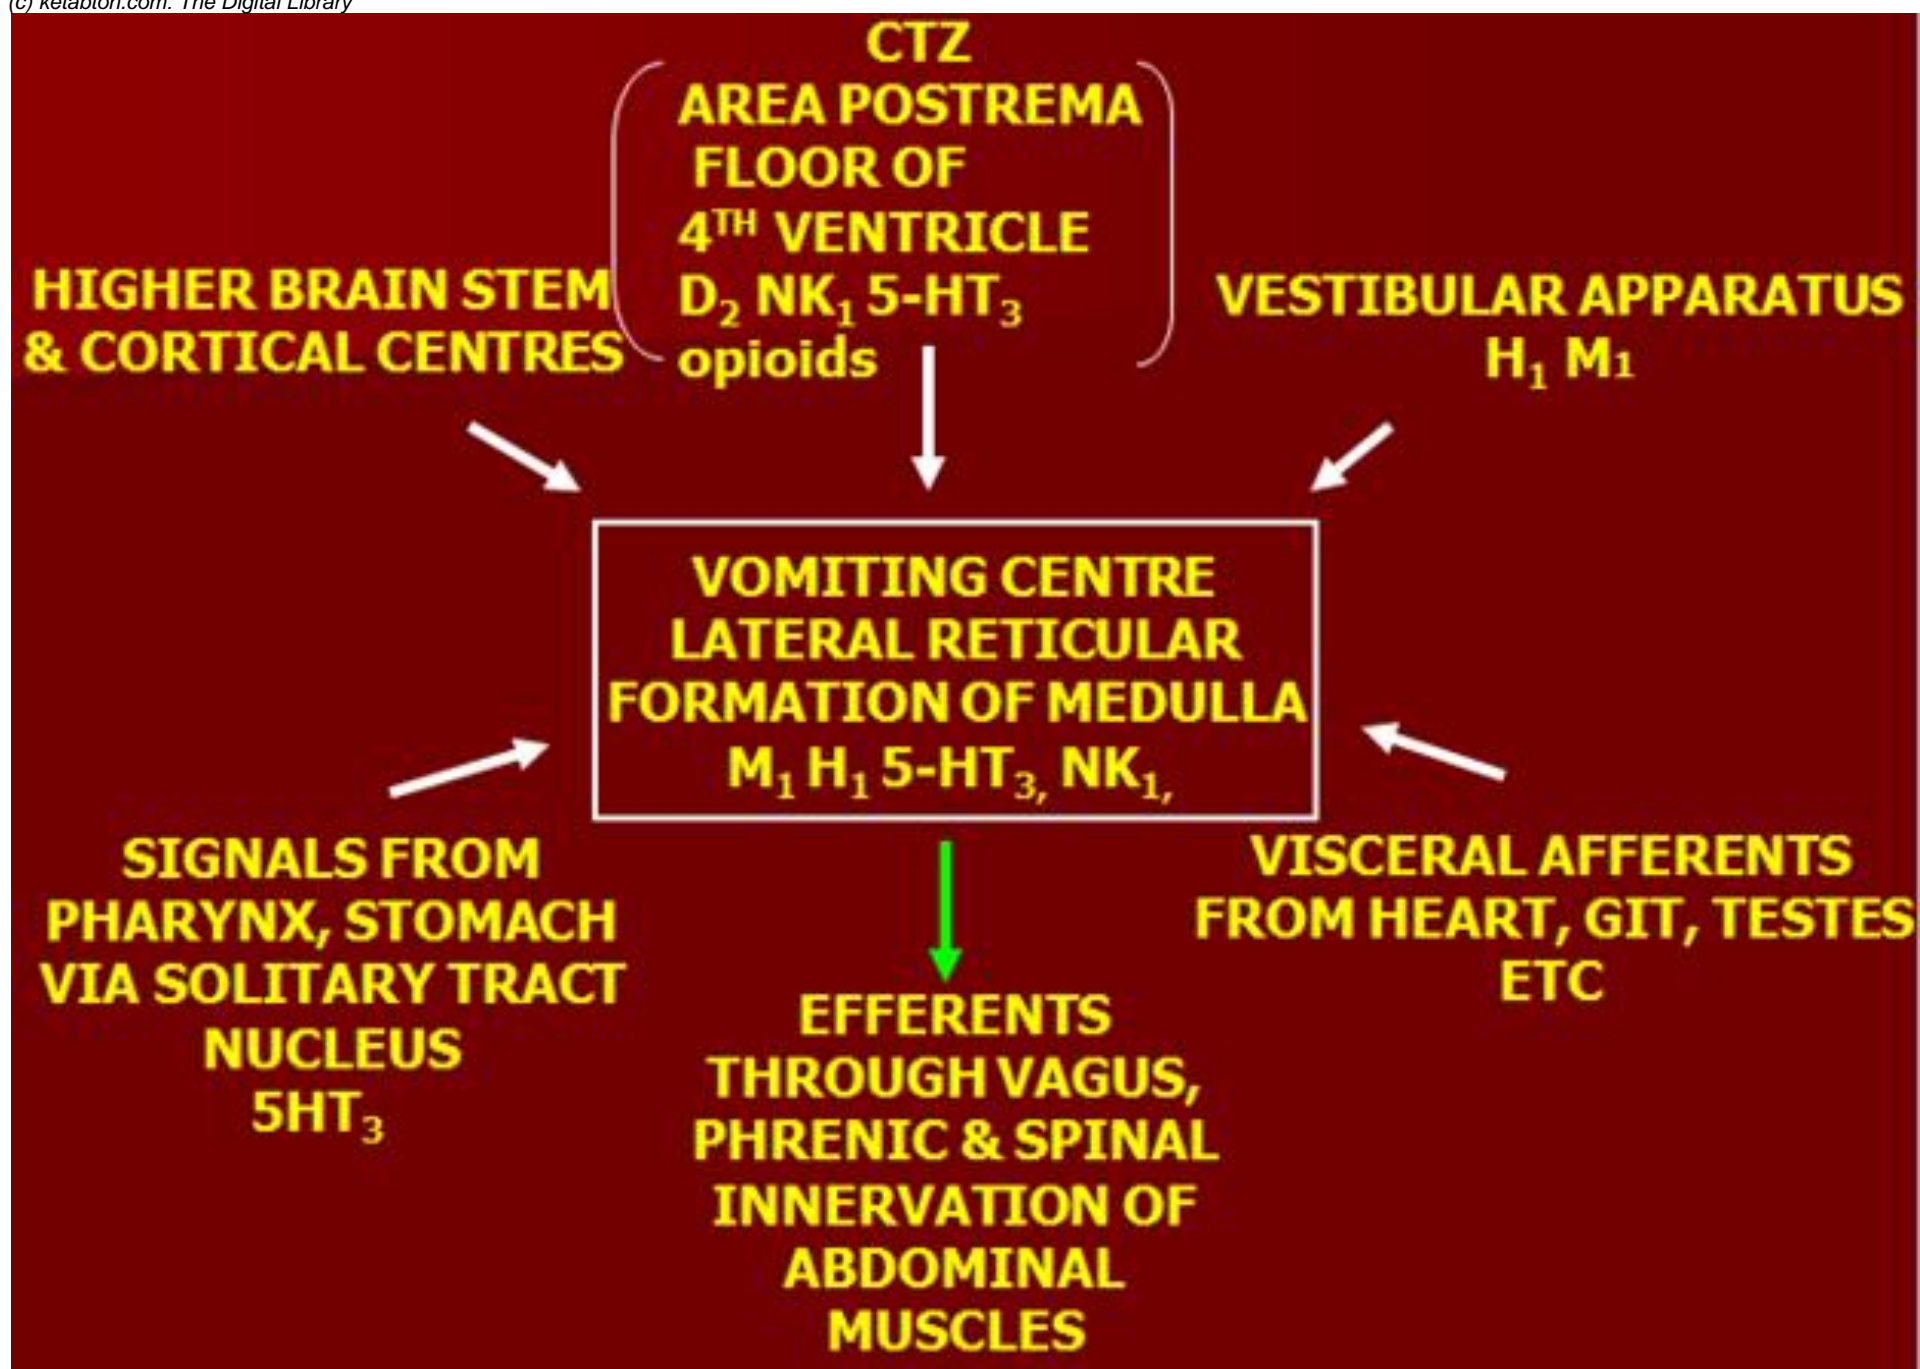 (c) ketabton.com: The Digital Library
CTZ
AREA POSTREMA
FLOOR OF
4TH VENTRICLE
D2 NK1 5-HT3
opioids
HIGHER BRAIN STEM
& CORTICAL CENTRES
VESTIBULAR APPARATUS
H1 M1
VOMITING CENTRE
LATERAL RETICULAR
FORMATION OF MEDULLA
M1 H1 5-HT3, NK1,
SIGNALS FROM
PHARYNX, STOMACH
VIA SOLITARY TRACT
NUCLEUS
5HT3
VISCERAL AFFERENTS
FROM HEART, GIT, TESTES
ETC
EFFERENTS
THROUGH VAGUS,
PHRENIC & SPINAL
INNERVATION OF
ABDOMINAL
MUSCLES